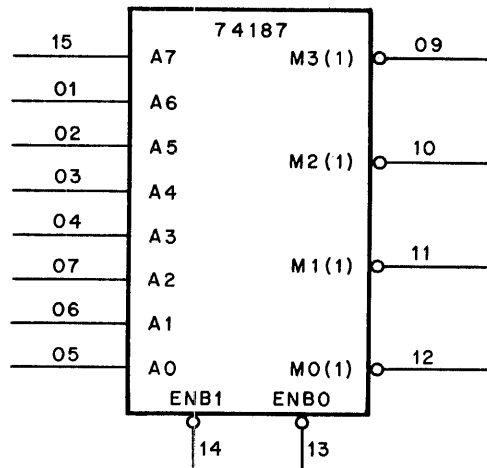 74187
15 A7 M3(1) 09
01 A6
02 A5 M2(1) 10
03 A4
04 A3 M1(1) 11
07 A2
06 A1
05 A0 M0(1) 12
ENB1 ENB0
14 13